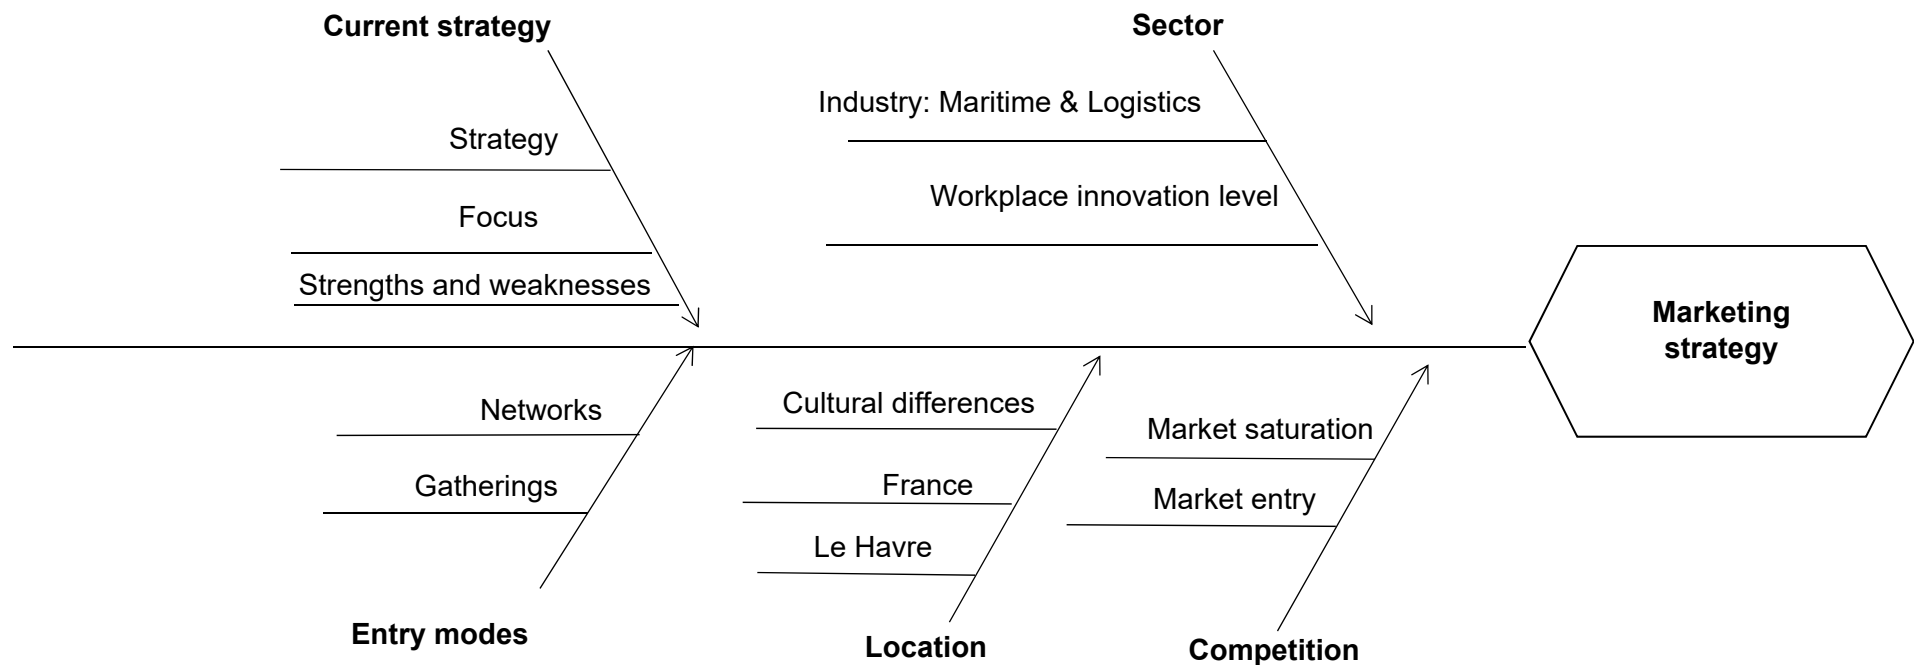 Current strategy
Sector
Industry: Maritime & Logistics
Strategy
Workplace innovation level
Focus
Strengths and weaknesses
Marketing
strategy
Networks
Cultural differences
Market saturation
Gatherings
France
Market entry
Le Havre
Entry modes
Location
Competition